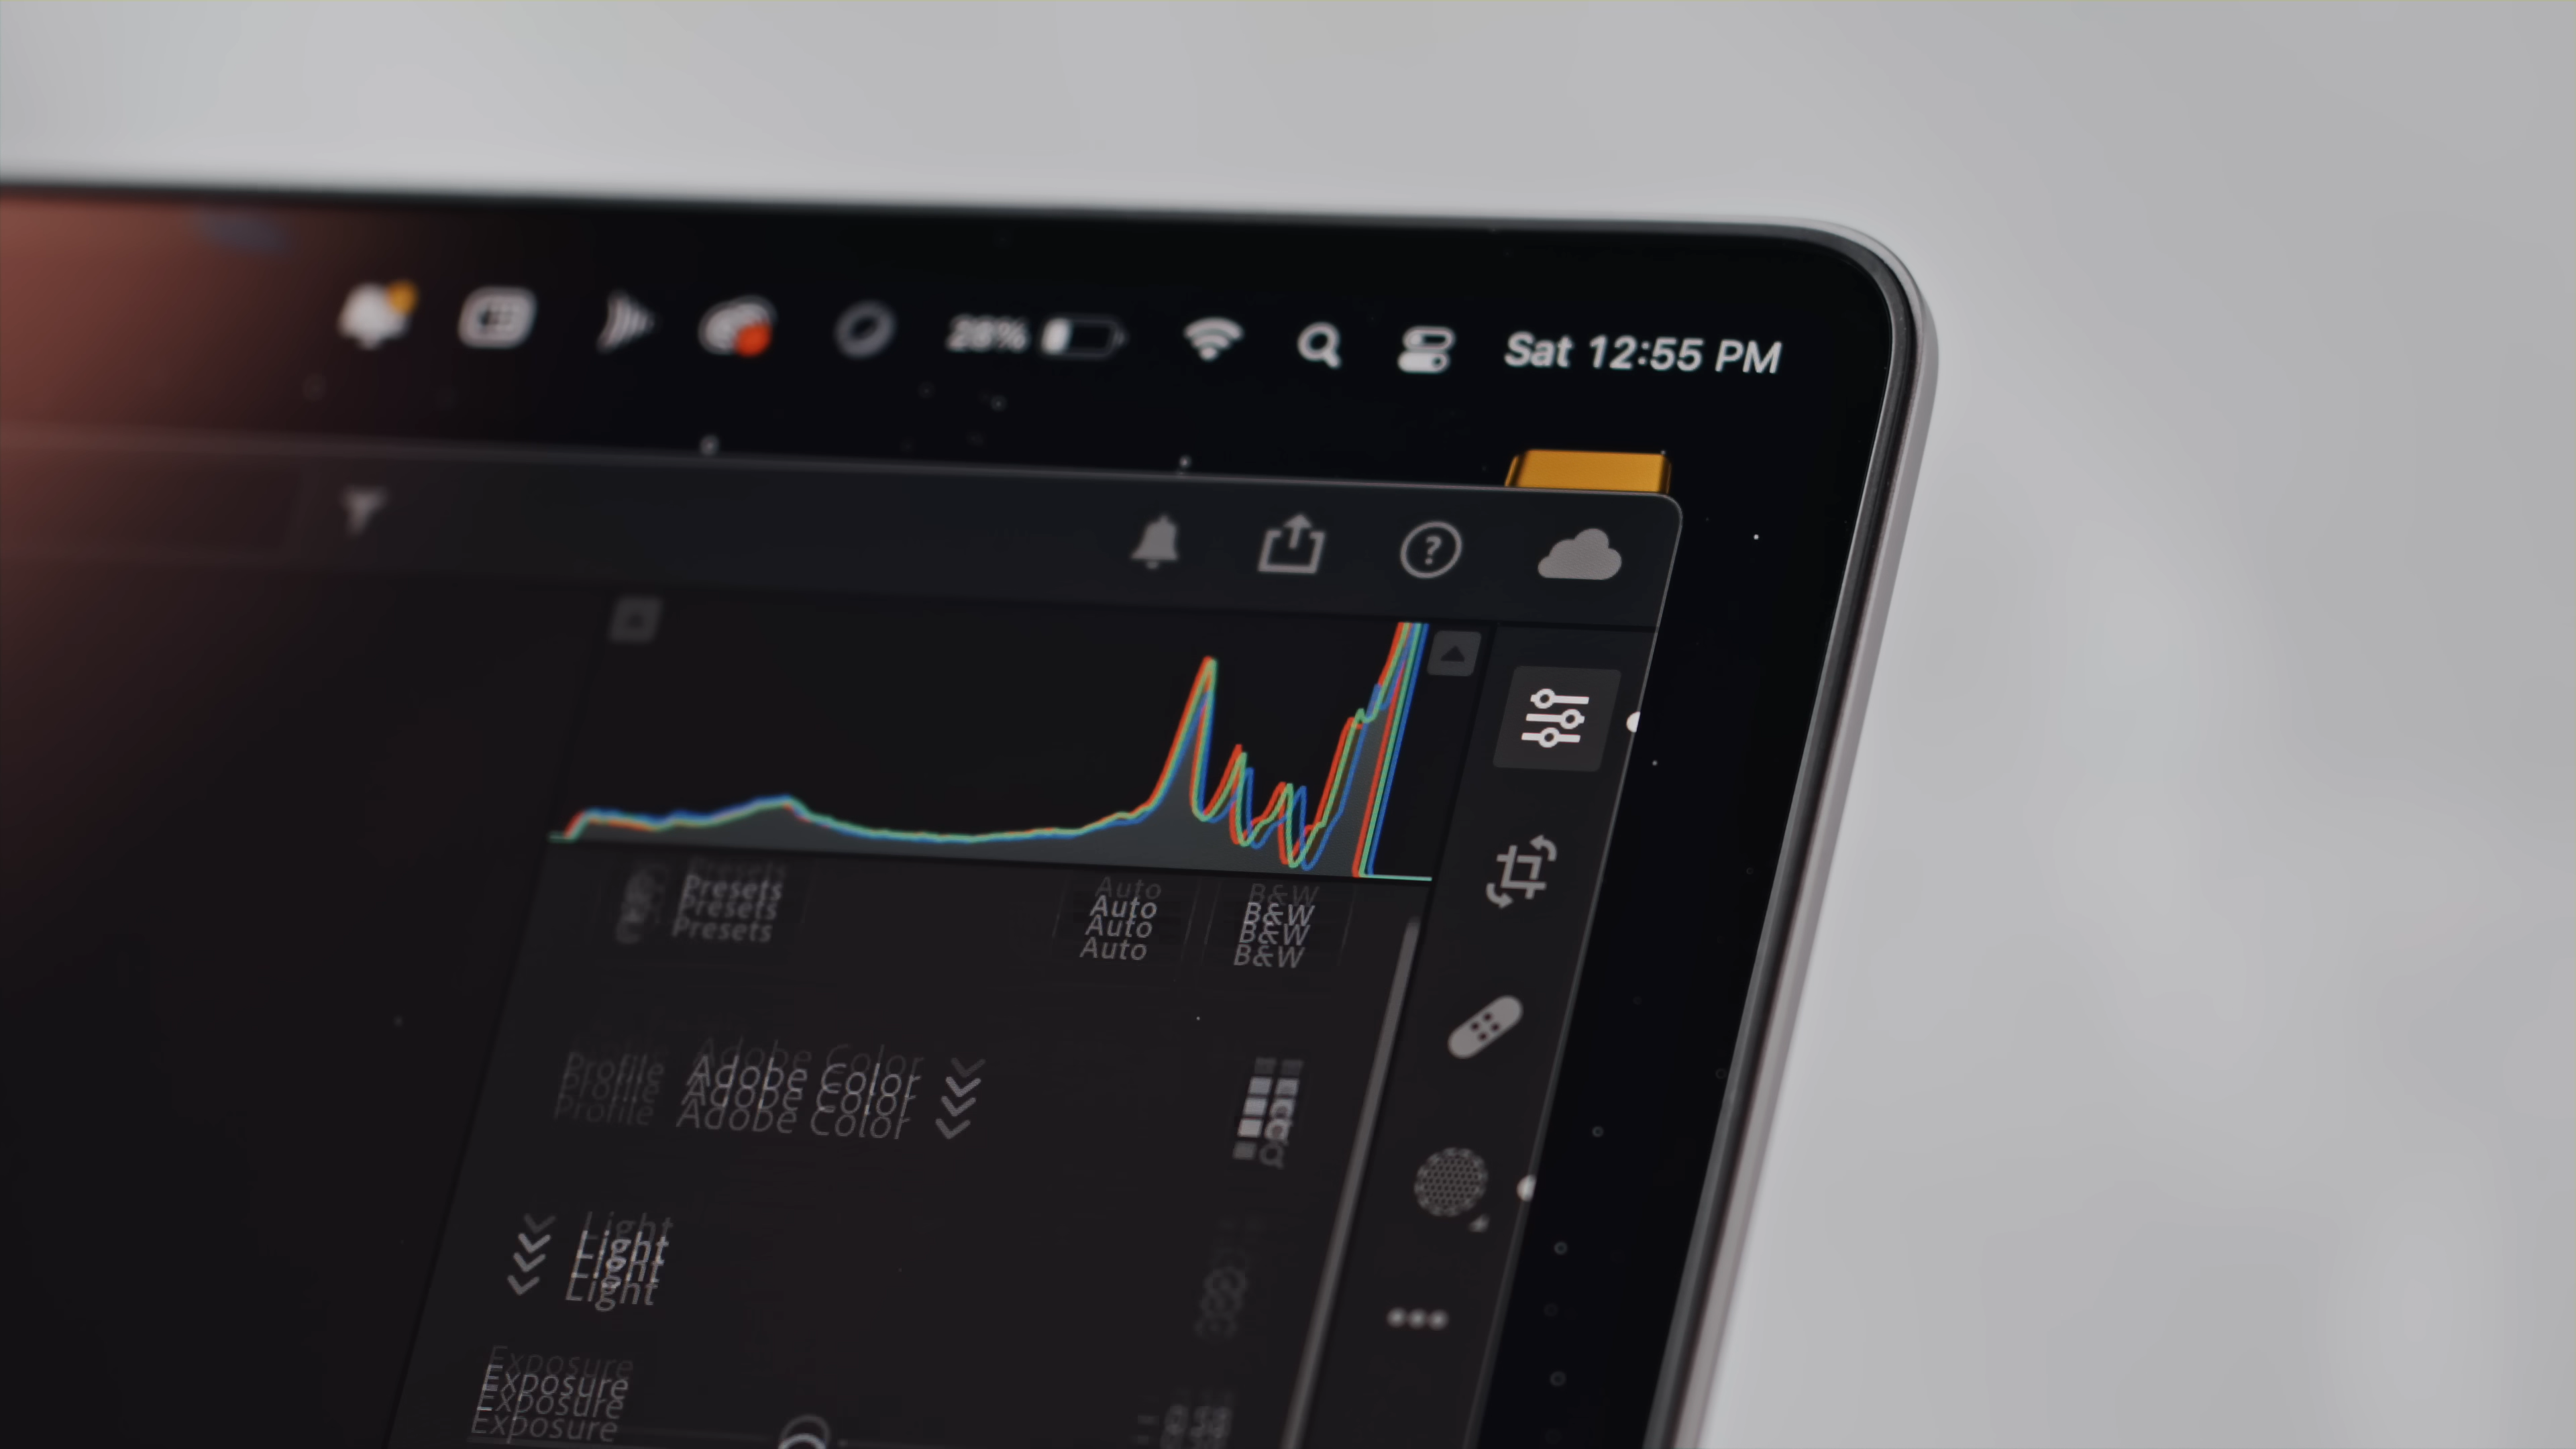 28% Sat 12:55 PM
Presets Auto B&W
Profile Adobe Color
Light
Exposure